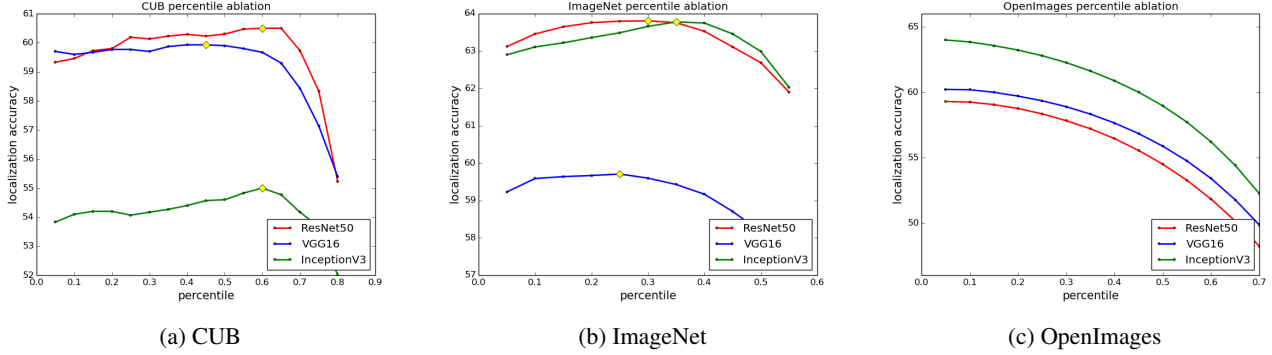 CUB percentile ablation
61
60
59
58
57
56
55
54
53
52
localization accuracy
0.0 0.1 0.2 0.3 0.4 0.5 0.6 0.7 0.8 0.9
percentile
ResNet50
VGG16
InceptionV3
(a) CUB
ImageNet percentile ablation
64
63
62
61
60
59
58
57
localization accuracy
0.0 0.1 0.2 0.3 0.4 0.5 0.6
percentile
ResNet50
VGG16
InceptionV3
(b) ImageNet
OpenImages percentile ablation
65
60
55
50
localization accuracy
0.0 0.1 0.2 0.3 0.4 0.5 0.6 0.7
percentile
ResNet50
VGG16
InceptionV3
(c) OpenImages